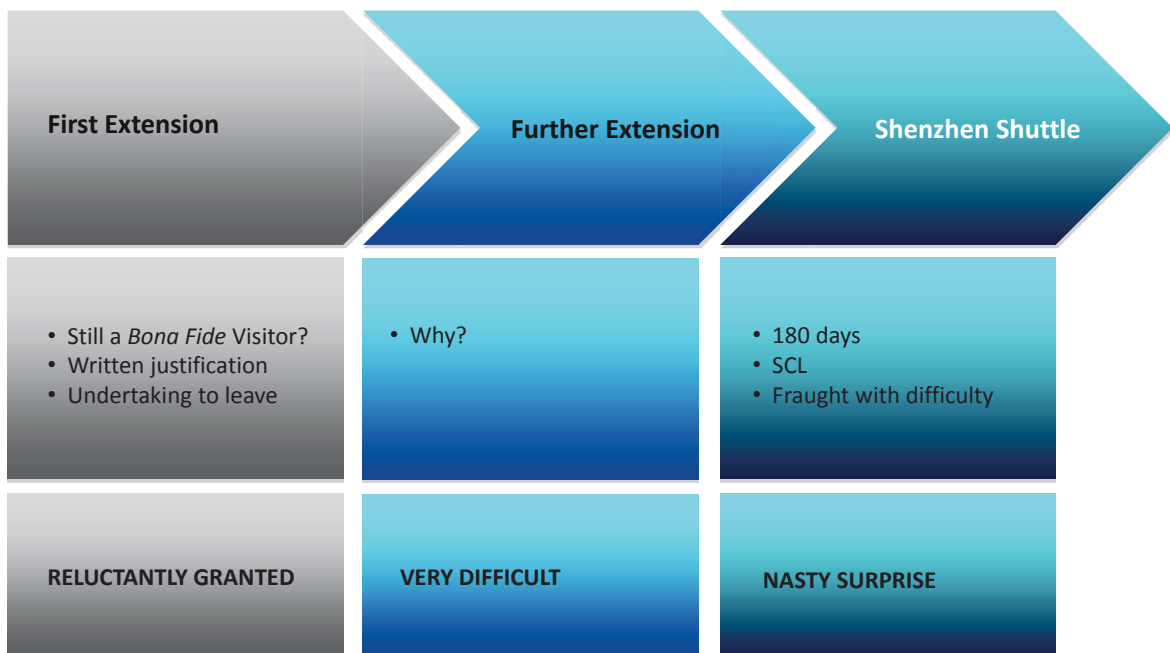 First Extension
Further Extension
Shenzhen Shuttle
• Still a Bona Fide Visitor?
• Written justification
• Undertaking to leave
• Why?
• 180 days
• SCL
• Fraught with difficulty
RELUCTANTLY GRANTED
VERY DIFFICULT
NASTY SURPRISE